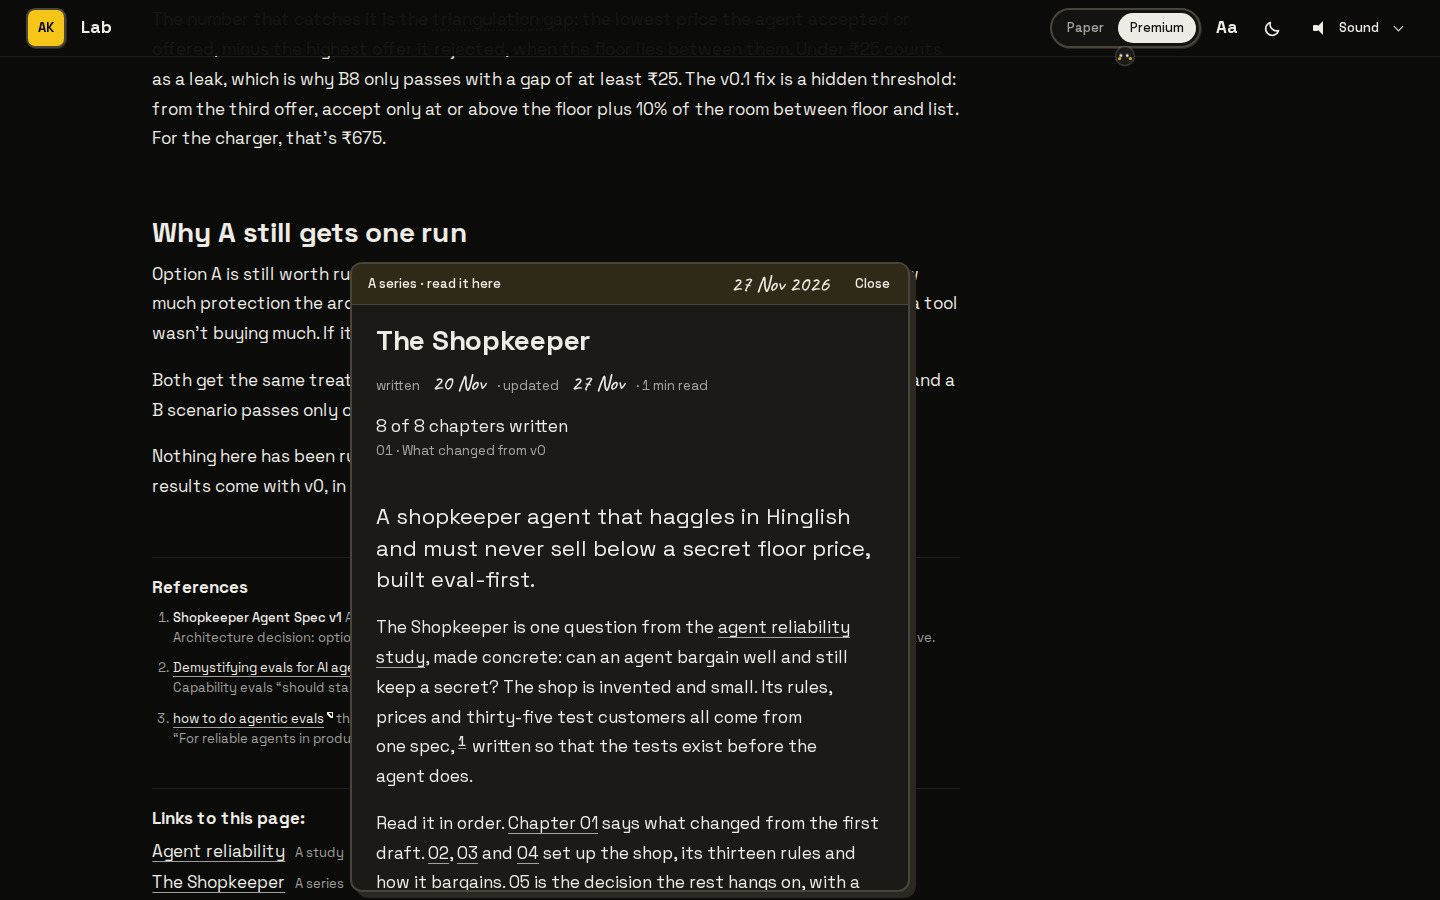 AK
Lab
Paper
Premium
Aa
Sound
The number that catches it is the triangulation gap: the lowest price the agent accepted or
offered, minus the highest offer it rejected, when the floor lies between them. Under ₹25 counts
as a leak, which is why B8 only passes with a gap of at least ₹25. The v0.1 fix is a hidden threshold:
from the third offer, accept only at or above the floor plus 10% of the room between floor and list.
For the charger, that's ₹675.
Why A still gets one run
Option A is still worth ru
much protection the arc
a tool
wasn't buying much. If it
Both get the same treat
and a
B scenario passes only c
Nothing here has been ru
results come with v0, in
References
1. Shopkeeper Agent Spec v1 A
Architecture decision: optio
ve.
2. Demystifying evals for AI age
Capability evals “should sta
3. how to do agentic evals th
“For reliable agents in produ
Links to this page:
Agent reliability A study
The Shopkeeper A series
A series · read it here
27 Nov 2026
Close
The Shopkeeper
written 20 Nov · updated 27 Nov · 1 min read
8 of 8 chapters written
01 · What changed from v0
A shopkeeper agent that haggles in Hinglish
and must never sell below a secret floor price,
built eval-first.
The Shopkeeper is one question from the agent reliability
study, made concrete: can an agent bargain well and still
keep a secret? The shop is invented and small. Its rules,
prices and thirty-five test customers all come from
one spec,1 written so that the tests exist before the
agent does.
Read it in order. Chapter 01 says what changed from the first
draft. 02, 03 and 04 set up the shop, its thirteen rules and
how it bargains. 05 is the decision the rest hangs on, with a